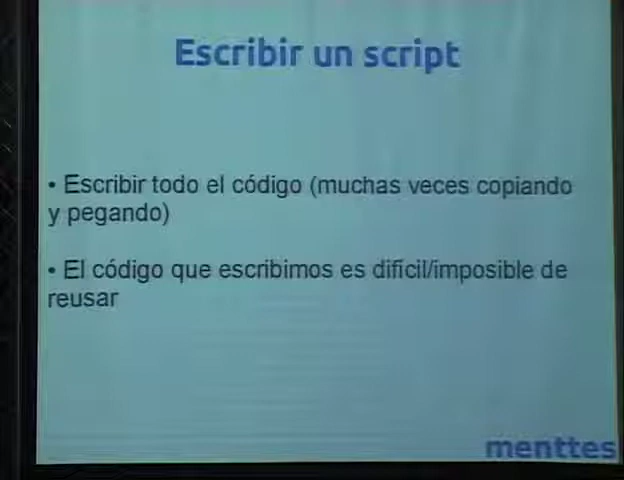 Escribir un script
• Escribir todo el código (muchas veces copiando
y pegando)
• El código que escribimos es difícil/imposible de
reusar
menttes